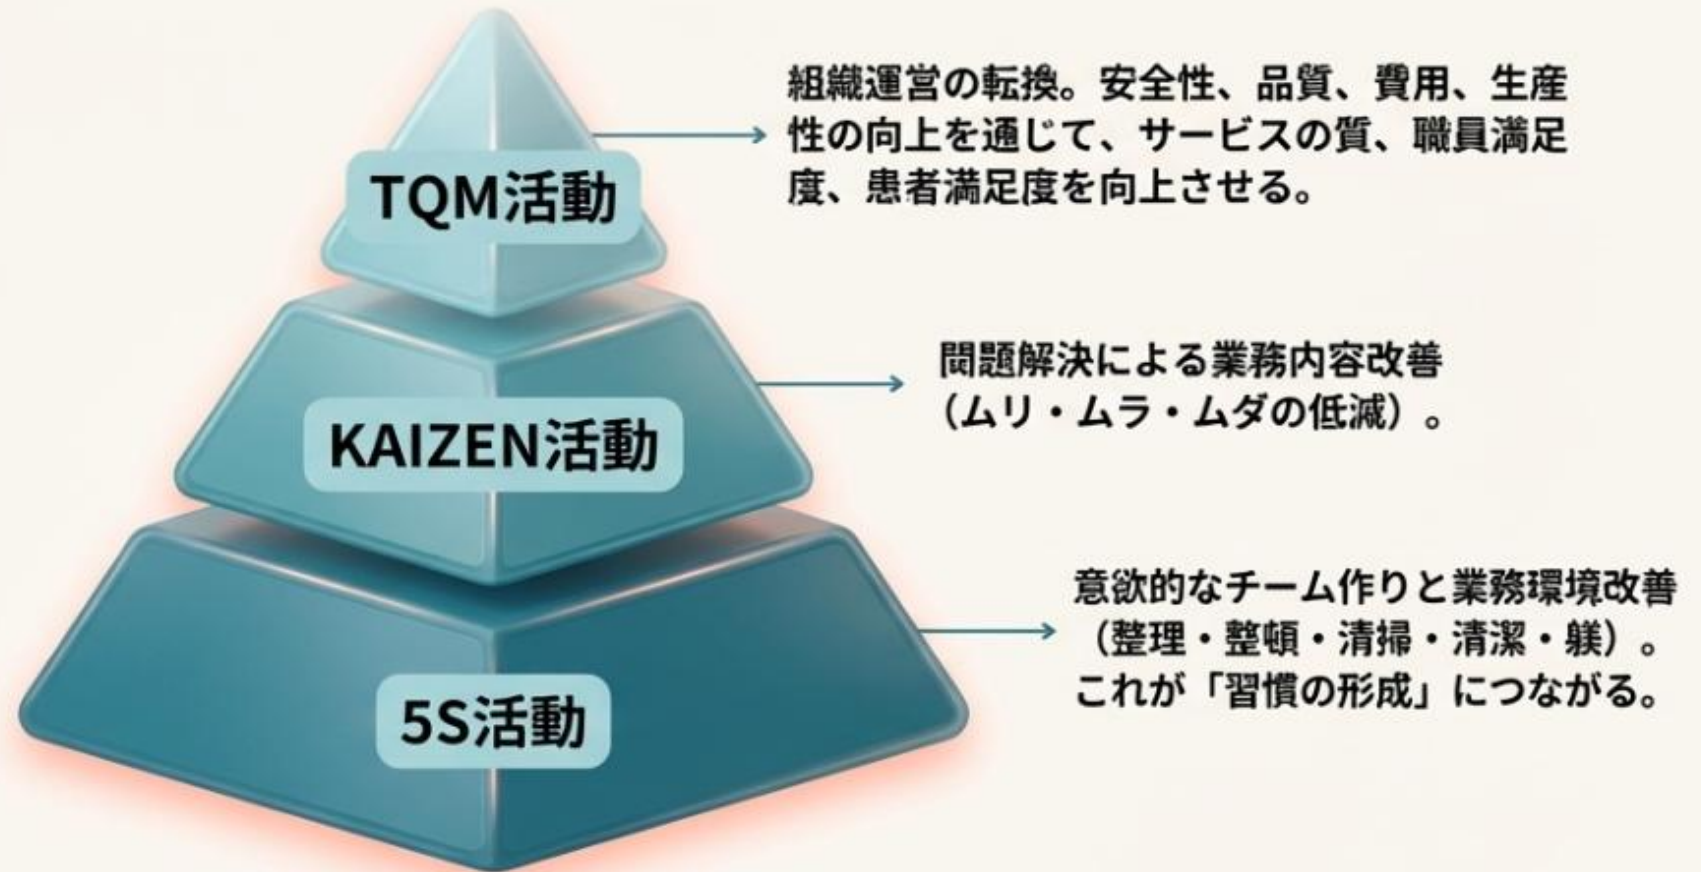 組織運営の転換。安全性、品質、費用、生産
性の向上を通じて、サービスの質、職員満足
度、患者満足度を向上させる。
TQM活動
問題解決による業務内容改善
（ムリ・ムラ・ムダの低減）。
KAIZEN活動
意欲的なチーム作りと業務環境改善
（整理・整頓・清掃・清潔・躾）。
これが「習慣の形成」につながる。
5S活動